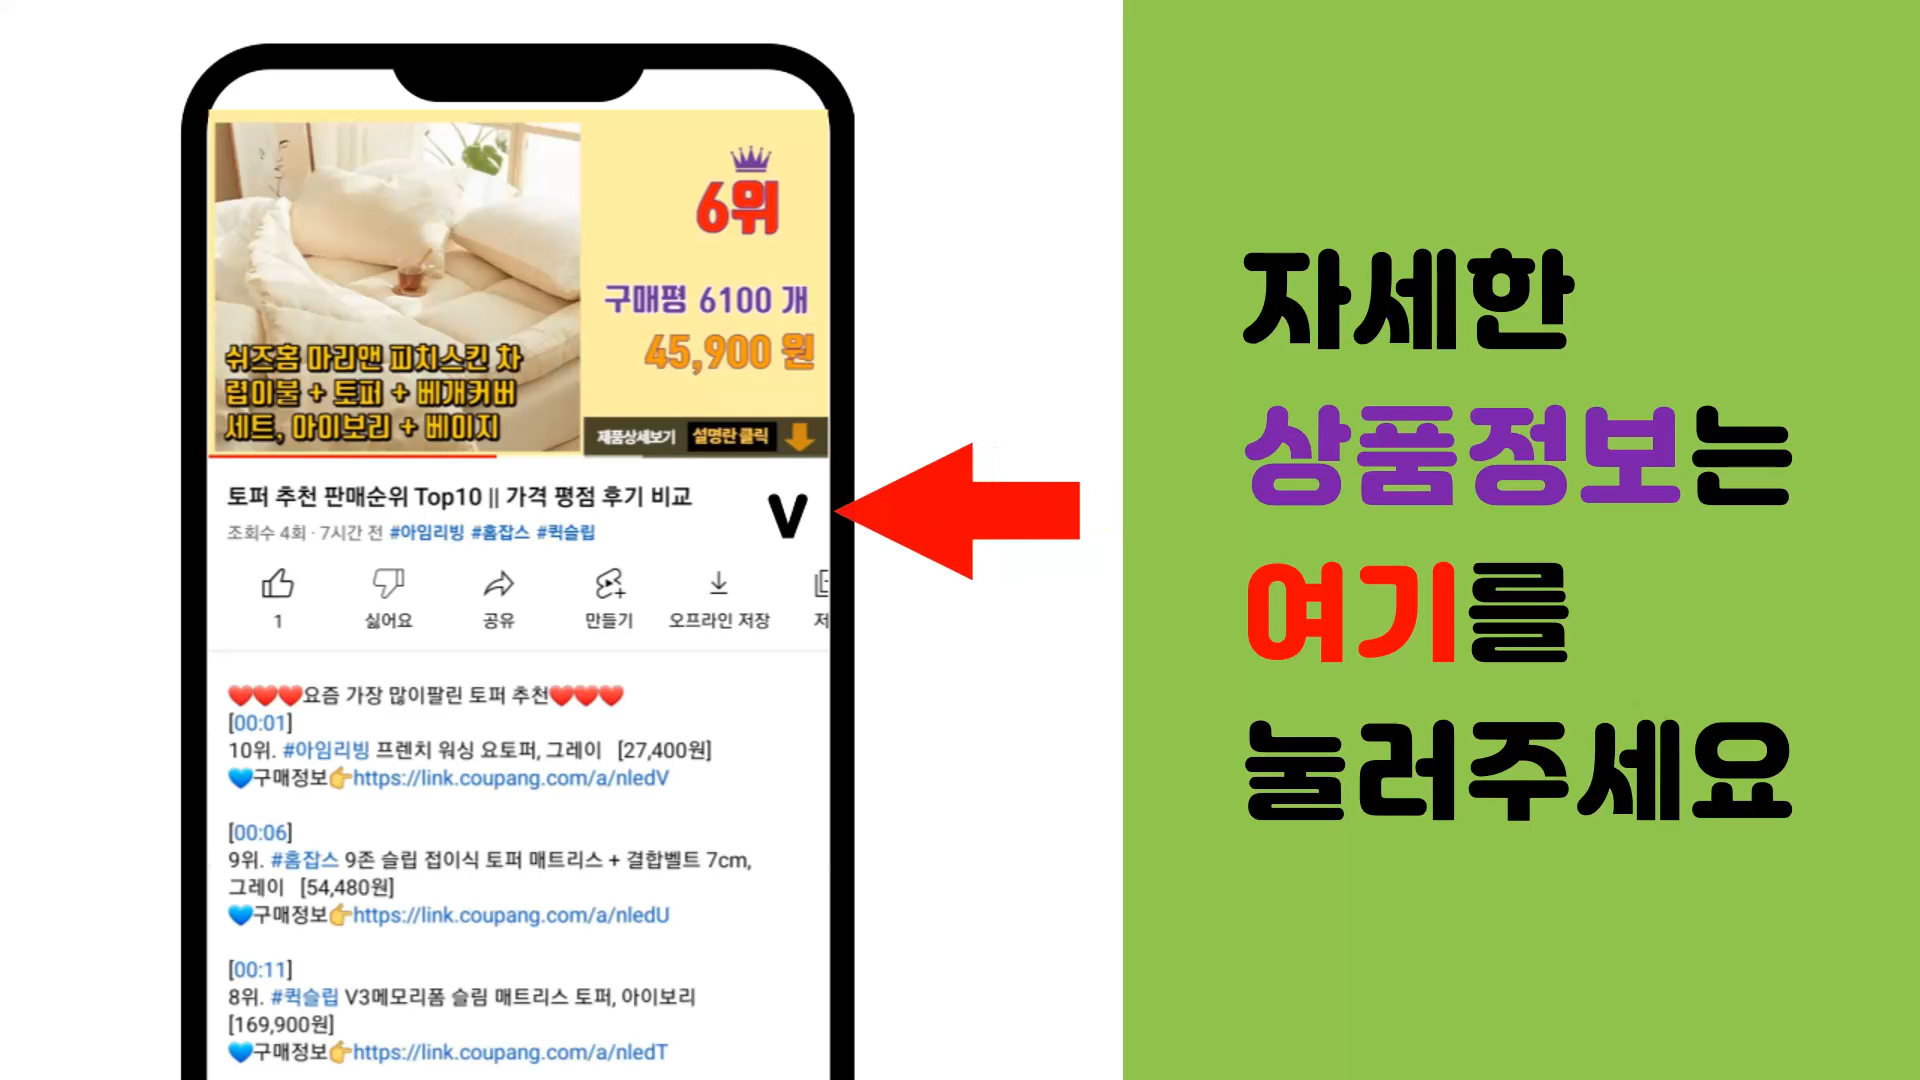 6위
구매평 6100 개
45,900 원
쉬즈홈 마리앤 피치스킨 차
렵이불 + 토퍼 + 베개커버
세트, 아이보리 + 베이지
제품상세보기 설명란 클릭
토퍼 추천 판매순위 Top10 || 가격 평점 후기 비교
V
조회수 4회 · 7시간 전 #아임리빙 #홈잡스 #퀵슬립
1 싫어요 공유 만들기 오프라인 저장 저
❤️❤️❤️요즘 가장 많이팔린 토퍼 추천❤️❤️❤️
[00:01]
10위. #아임리빙 프렌치 워싱 요토퍼, 그레이 [27,400원]
💙구매정보👉https://link.coupang.com/a/nledV
[00:06]
9위. #홈잡스 9존 슬립 접이식 토퍼 매트리스 + 결합벨트 7cm,
그레이 [54,480원]
💙구매정보👉https://link.coupang.com/a/nledU
[00:11]
8위. #퀵슬립 V3메모리폼 슬림 매트리스 토퍼, 아이보리
[169,900원]
💙구매정보👉https://link.coupang.com/a/nledT
자세한
상품정보는
여기를
눌러주세요